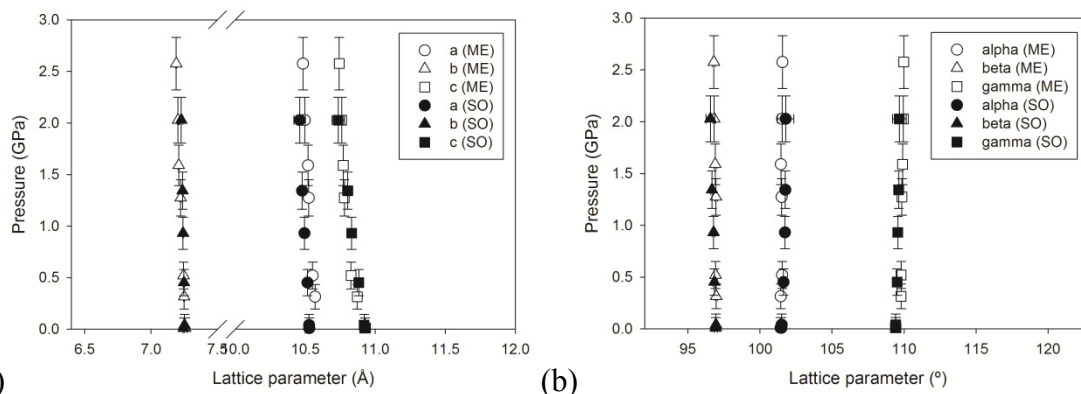 3.0
2.5
2.0
1.5
1.0
0.5
0.0
Pressure (GPa)
6.5 7.0 7.5 10.5 11.0 11.5 12.0
Lattice parameter (Å)
a (ME)
b (ME)
c (ME)
a (SO)
b (SO)
c (SO)
)
3.0
2.5
2.0
1.5
1.0
0.5
0.0
Pressure (GPa)
95 100 105 110 115 120
Lattice parameter (º)
alpha (ME)
beta (ME)
gamma (ME)
alpha (SO)
beta (SO)
gamma (SO)
(b)